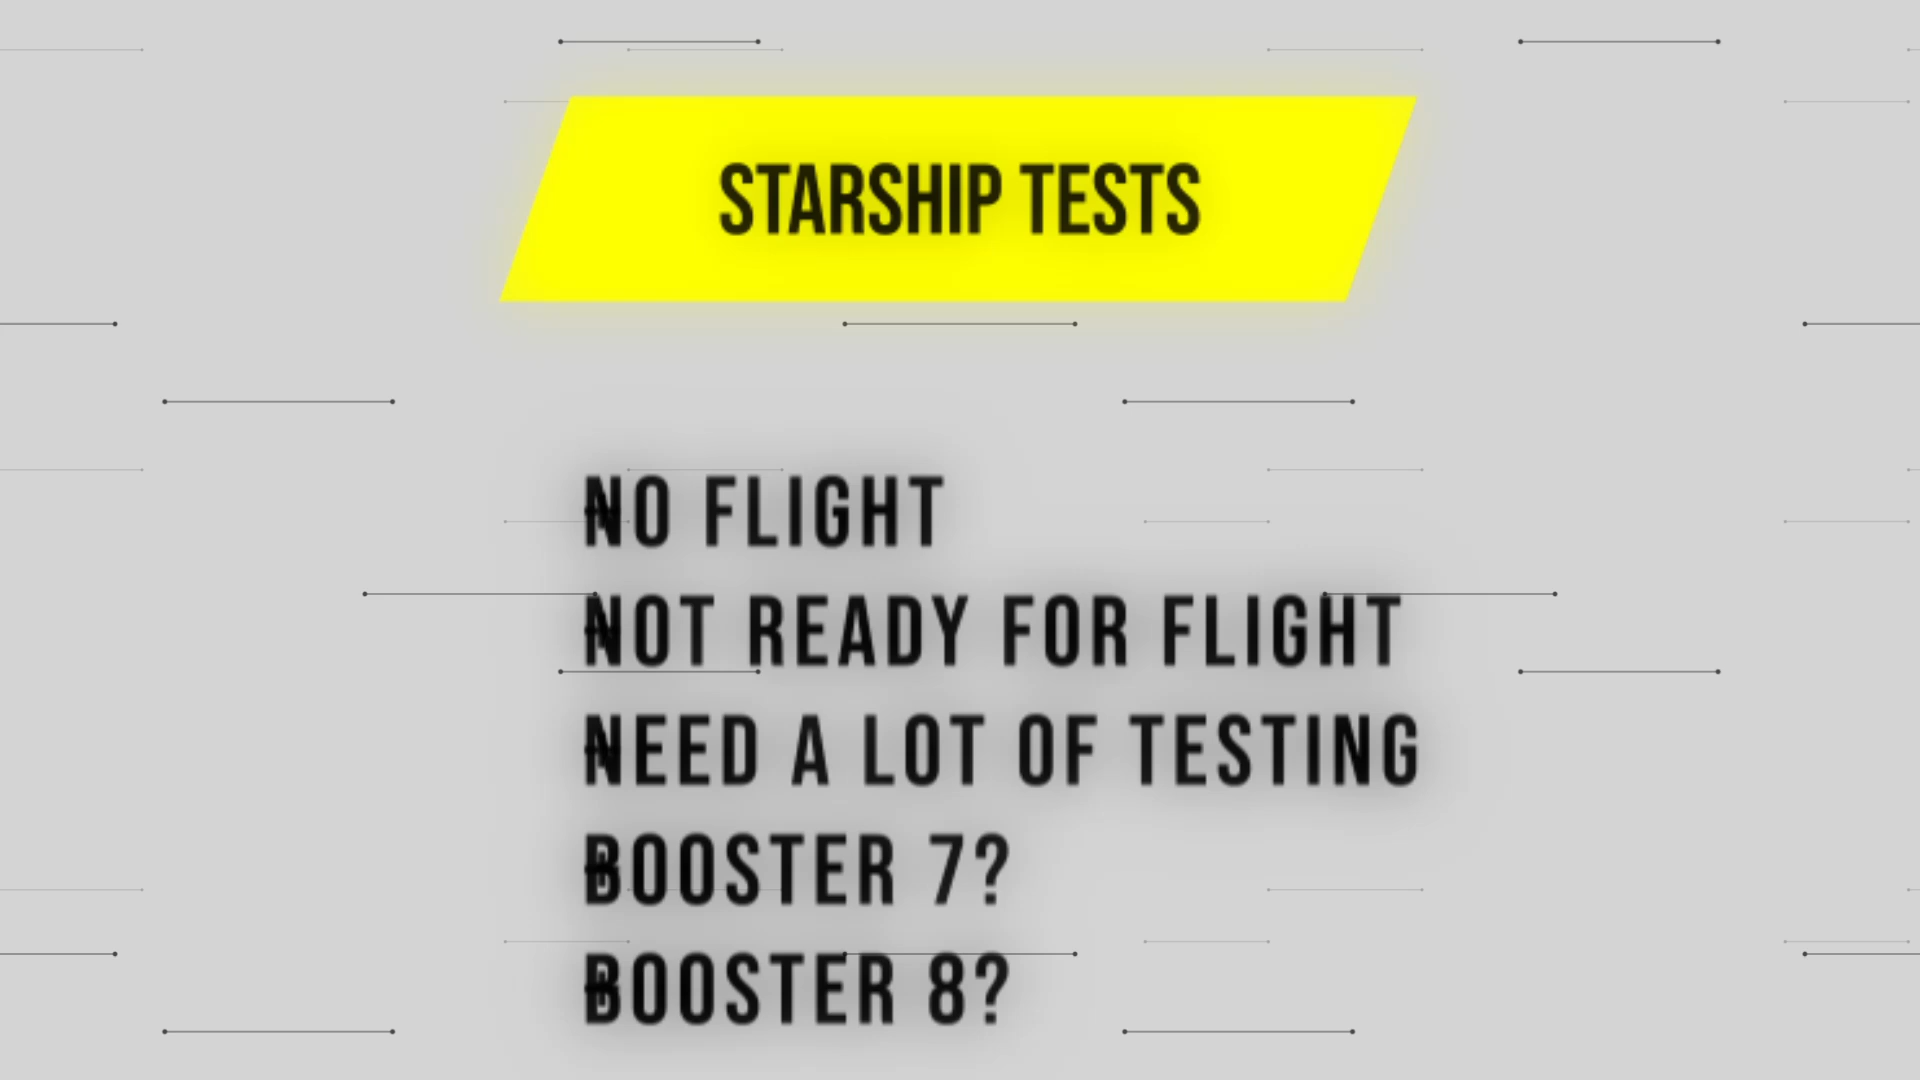 STARSHIP TESTS
NO FLIGHT
NOT READY FOR FLIGHT
NEED A LOT OF TESTING
BOOSTER 7?
BOOSTER 8?